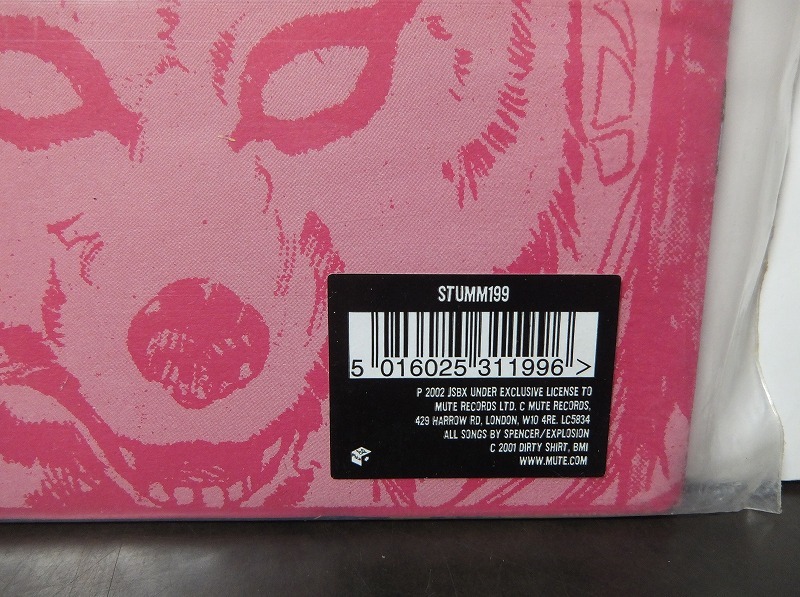 STUMM199
5 016025 311996 >
P 2002 JSBX UNDER EXCLUSIVE LICENSE TO
MUTE RECORDS LTD. C MUTE RECORDS,
429 HARROW RD, LONDON, W10 4RE. LC5834
ALL SONGS BY SPENCER/EXPLOSION
C 2001 DIRTY SHIRT, BMI
WWW.MUTE.COM